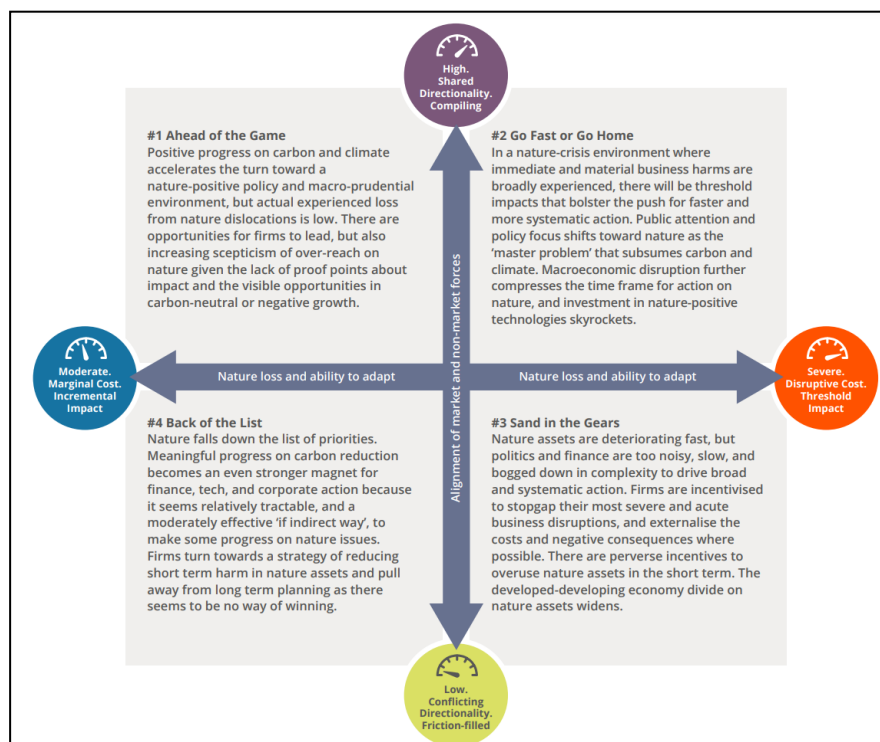 High.
Shared
Directionality.
Compiling
#1 Ahead of the Game
Positive progress on carbon and climate
accelerates the turn toward a
nature-positive policy and macro-prudential
environment, but actual experienced loss
from nature dislocations is low. There are
opportunities for firms to lead, but also
increasing scepticism of over-reach on
nature given the lack of proof points about
impact and the visible opportunities in
carbon-neutral or negative growth.
#2 Go Fast or Go Home
In a nature-crisis environment where
immediate and material business harms are
broadly experienced, there will be threshold
impacts that bolster the push for faster and
more systematic action. Public attention and
policy focus shifts toward nature as the
‘master problem’ that subsumes carbon and
climate. Macroeconomic disruption further
compresses the time frame for action on
nature, and investment in nature-positive
technologies skyrockets.
Moderate.
Marginal Cost.
Incremental
Impact
Nature loss and ability to adapt
Alignment of market and non-market forces
Nature loss and ability to adapt
Severe.
Disruptive Cost.
Threshold
Impact
#4 Back of the List
Nature falls down the list of priorities.
Meaningful progress on carbon reduction
becomes an even stronger magnet for
finance, tech, and corporate action because
it seems relatively tractable, and a
moderately effective ‘if indirect way’, to
make some progress on nature issues.
Firms turn towards a strategy of reducing
short term harm in nature assets and pull
away from long term planning as there
seems to be no way of winning.
#3 Sand in the Gears
Nature assets are deteriorating fast, but
politics and finance are too noisy, slow, and
bogged down in complexity to drive broad
and systematic action. Firms are incentivised
to stopgap their most severe and acute
business disruptions, and externalise the
costs and negative consequences where
possible. There are perverse incentives to
overuse nature assets in the short term. The
developed-developing economy divide on
nature assets widens.
Low.
Conflicting
Directionality.
Friction-filled